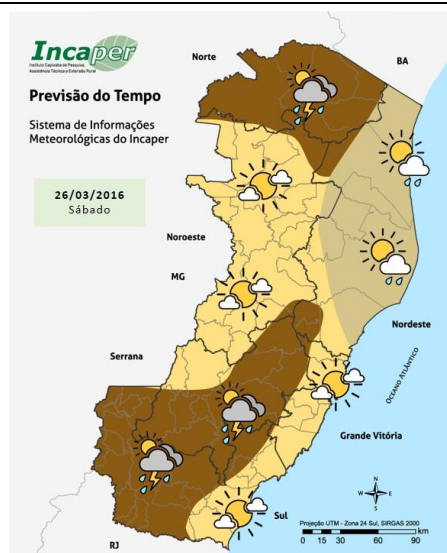 Incaper
Instituto Capixaba de Pesquisa,
Assistência Técnica e Extensão Rural
Previsão do Tempo
Sistema de Informações
Meteorológicas do Incaper
26/03/2016
Sábado
Norte
BA
Noroeste
MG
Nordeste
Serrana
OCEANO ATLÂNTICO
Grande Vitória
Sul
RJ
N
W
E
S
Projeção UTM - Zona 24 Sul, SIRGAS 2000
km
0 15 30 60 90